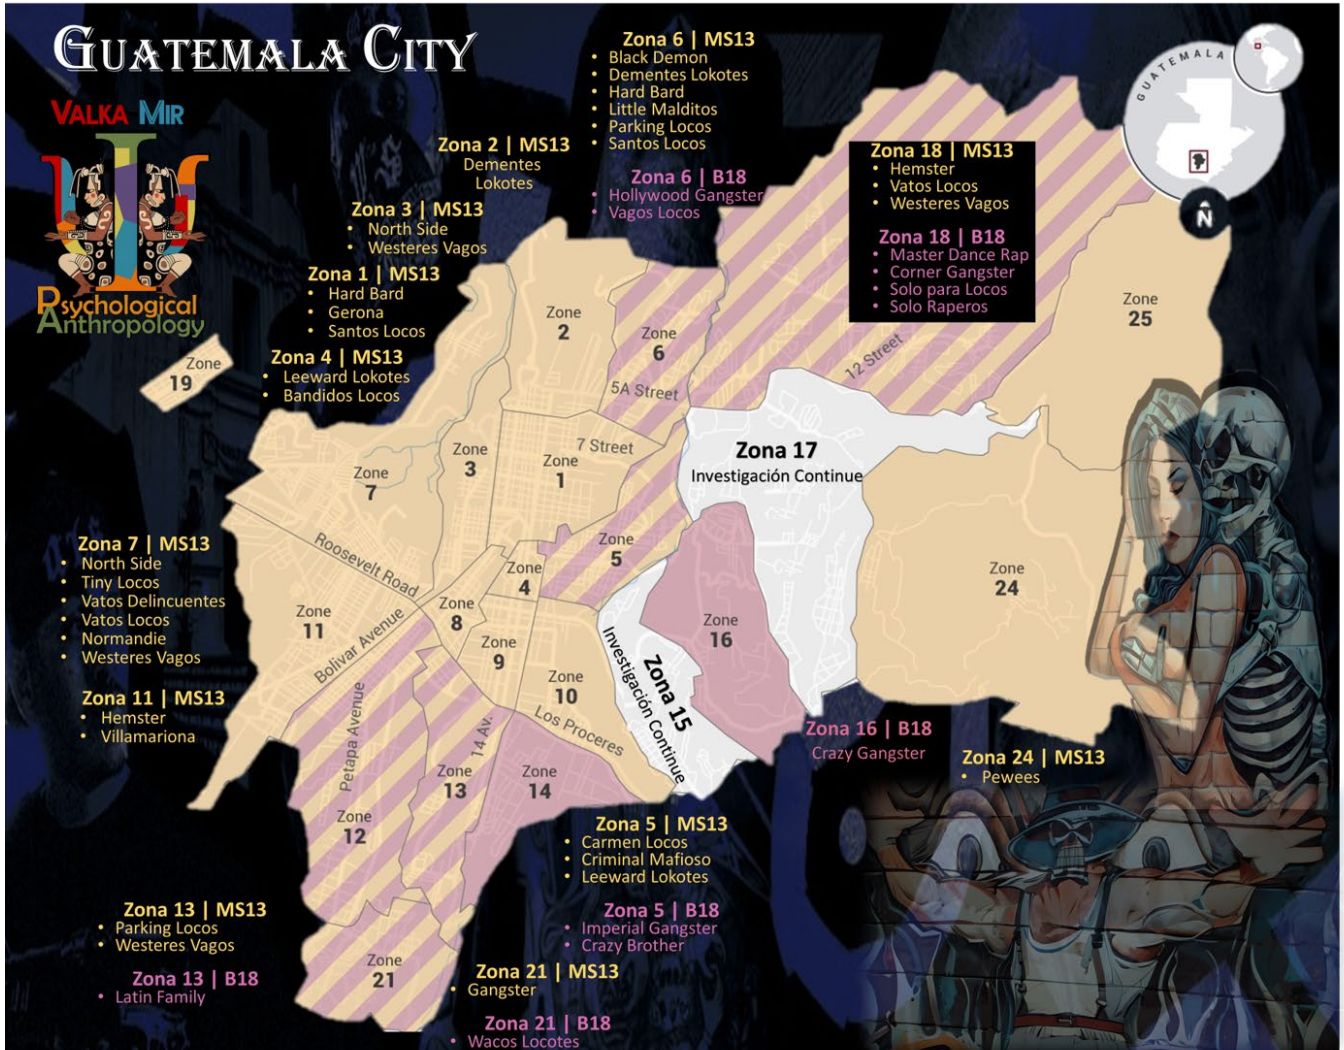 GUATEMALA CITY
VALKA MIR
Psychological
Anthropology
Zona 6 | MS13
• Black Demon
• Dementes Lokotes
• Hard Bard
• Little Malditos
• Parking Locos
• Santos Locos
Zona 6 | B18
• Hollywood Gangster
• Vagos Locos
Zona 2 | MS13
Dementes
Lokotes
Zona 3 | MS13
• North Side
• Westeres Vagos
Zona 1 | MS13
• Hard Bard
• Gerona
• Santos Locos
Zona 4 | MS13
• Leeward Lokotes
• Bandidos Locos
Zona 18 | MS13
• Hemster
• Vatos Locos
• Westeres Vagos
Zona 18 | B18
• Master Dance Rap
• Corner Gangster
• Solo para Locos
• Solo Raperos
GUATEMALA
N
Zone
19
Zone
2
Zone
6
5A Street
12 Street
Zone
25
Zone
7
Zone
3
Zone
1
7 Street
Zona 17
Investigación Continue
Zone
5
Zone
4
Zone
8
Zone
9
Zone
10
Zone
11
Roosevelt Road
Bolivar Avenue
Los Proceres
Zona 15
Investigación Continue
Zone
16
Zone
24
Petapa Avenue
14 Av.
Zone
12
Zone
13
Zone
14
Zone
21
Zona 7 | MS13
• North Side
• Tiny Locos
• Vatos Delincuentes
• Vatos Locos
• Normandie
• Westeres Vagos
Zona 11 | MS13
• Hemster
• Villamariona
Zona 16 | B18
Crazy Gangster
Zona 24 | MS13
• Pewees
Zona 5 | MS13
• Carmen Locos
• Criminal Mafioso
• Leeward Lokotes
Zona 5 | B18
• Imperial Gangster
• Crazy Brother
Zona 13 | MS13
• Parking Locos
• Westeres Vagos
Zona 13 | B18
• Latin Family
Zona 21 | MS13
• Gangster
Zona 21 | B18
• Wacos Locotes